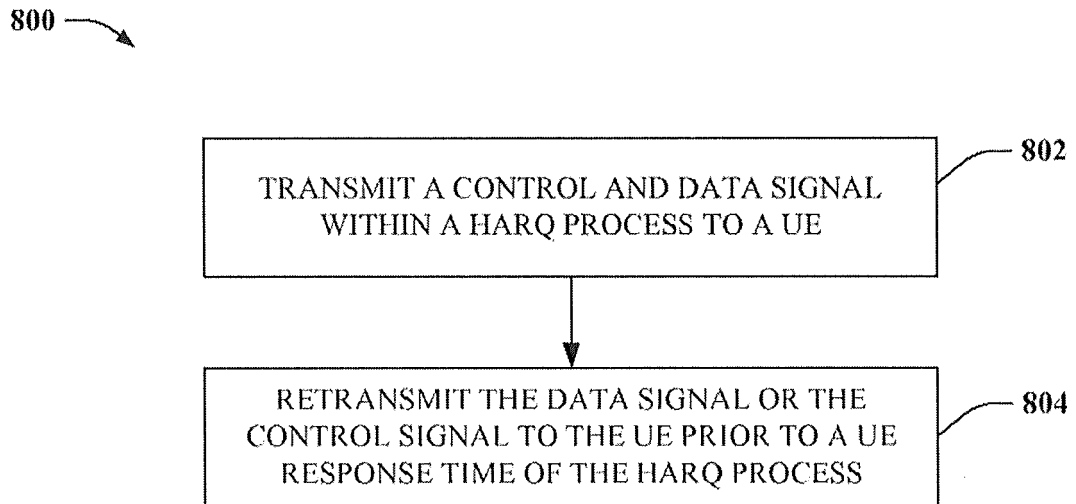 800
802
TRANSMIT A CONTROL AND DATA SIGNAL
WITHIN A HARQ PROCESS TO A UE
804
RETRANSMIT THE DATA SIGNAL OR THE
CONTROL SIGNAL TO THE UE PRIOR TO A UE
RESPONSE TIME OF THE HARQ PROCESS